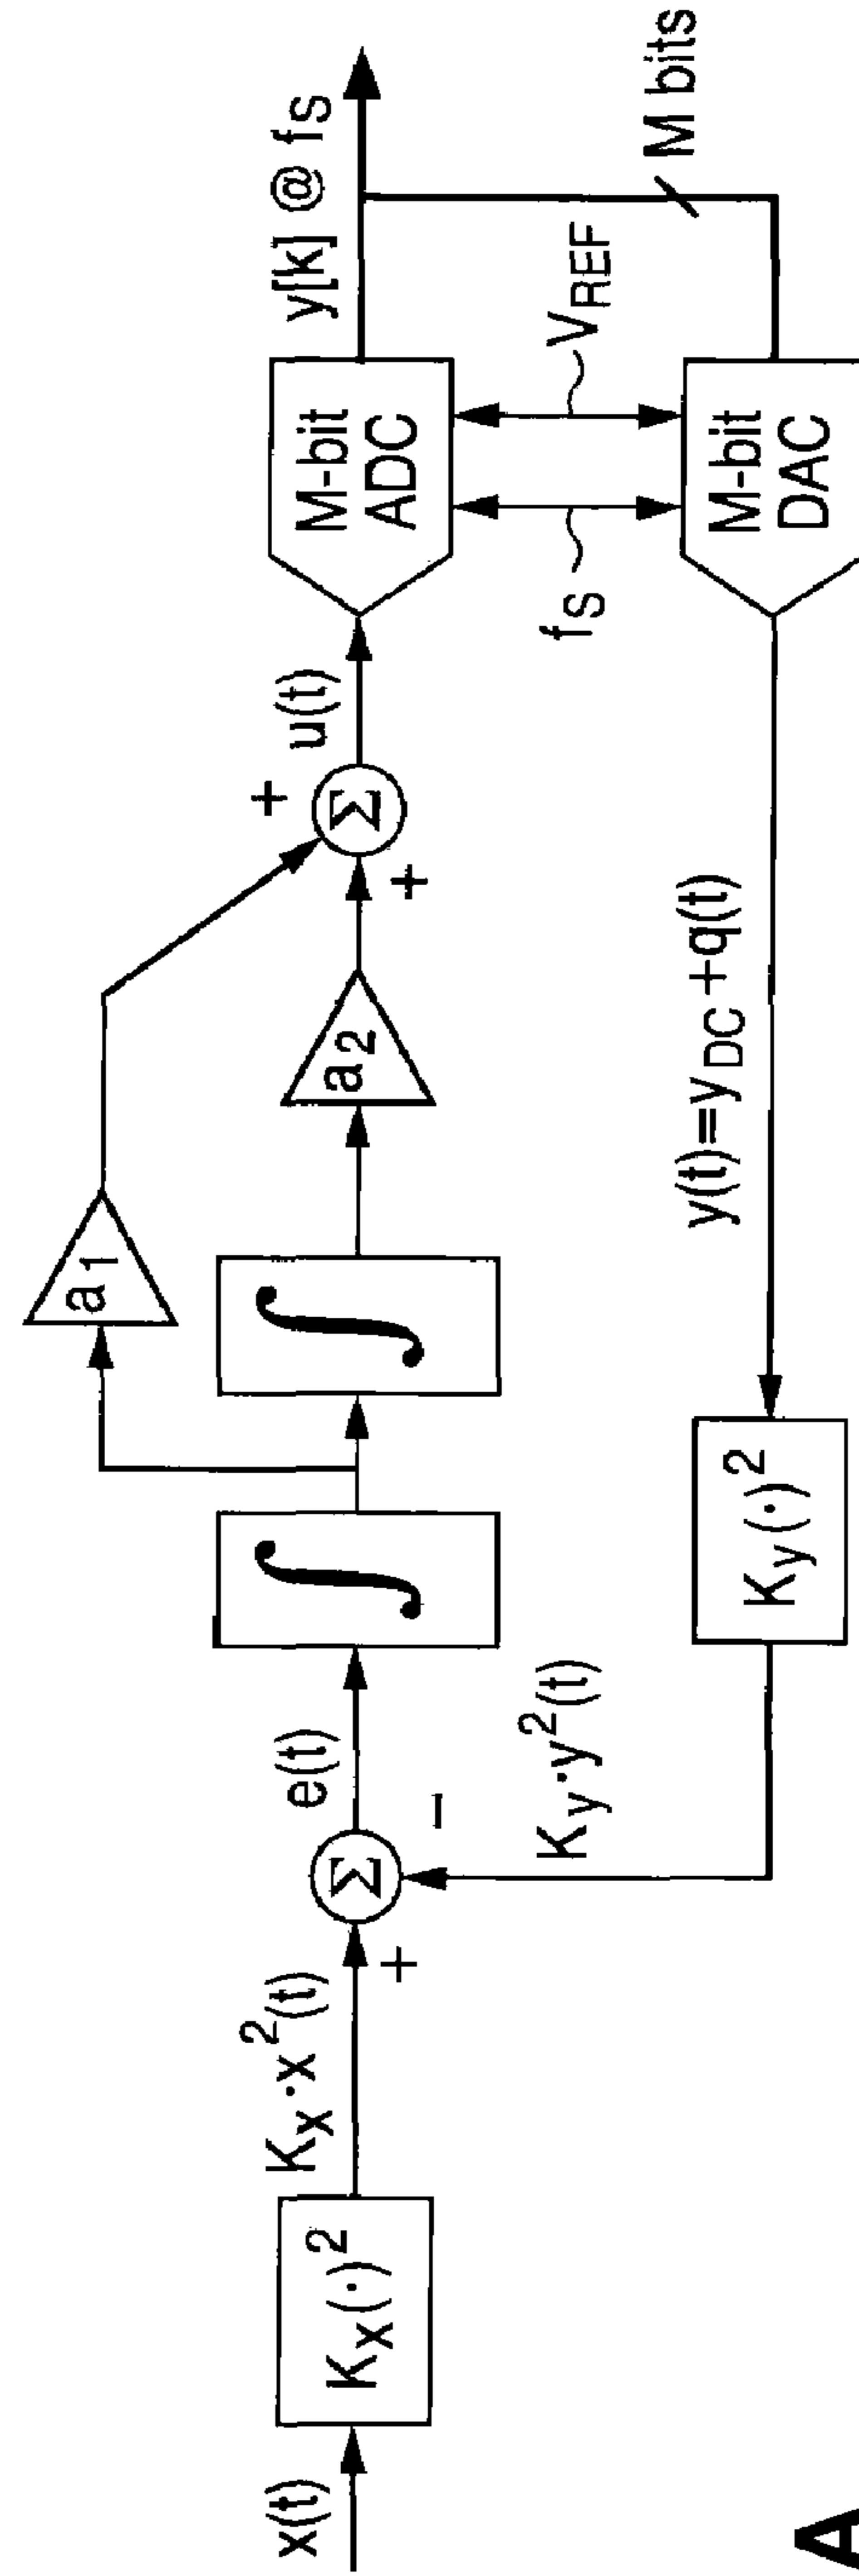 x(t)
Kx(·)²
Kx·x²(t)
+
Σ
−
e(t)
∫
∫
a1
a2
+
+
Σ
u(t)
M-bit
ADC
y[k] @ fS
fS
VREF
M bits
M-bit
DAC
y(t)=yDC+q(t)
Ky(·)²
Ky·y²(t)
A